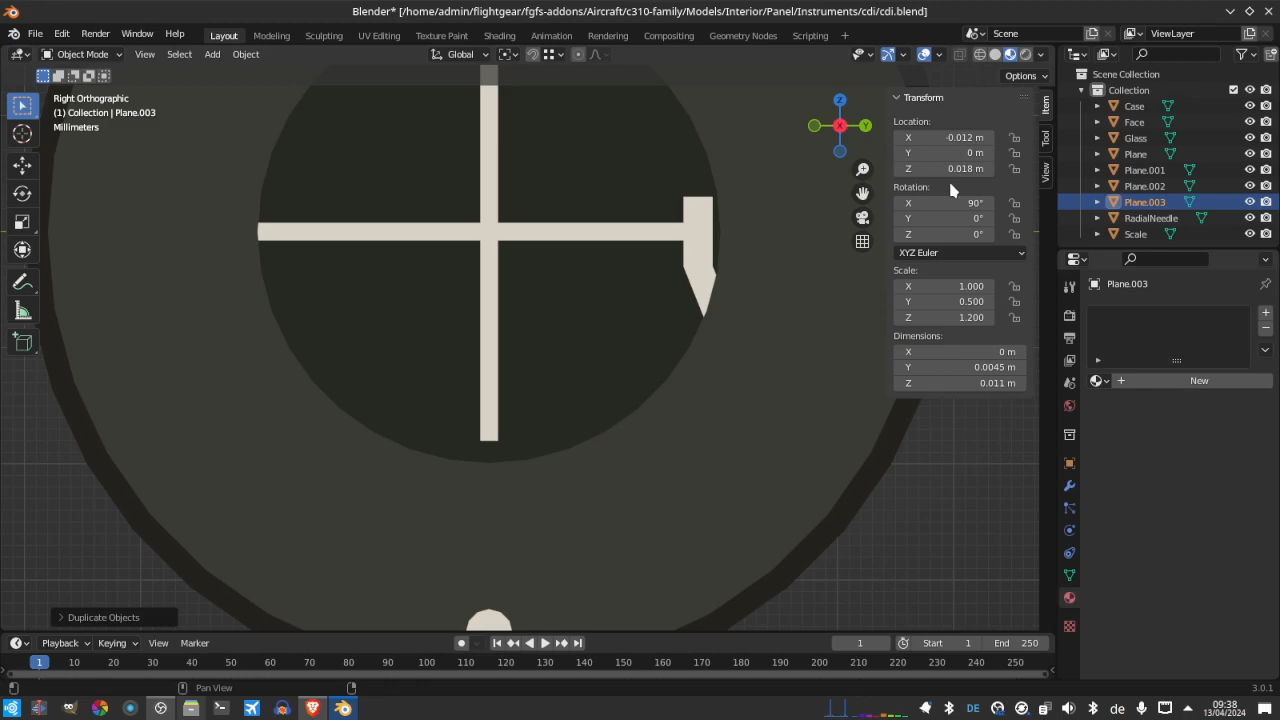 Blender* [/home/admin/flightgear/fgfs-addons/Aircraft/c310-family/Models/Interior/Panel/Instruments/cdi/cdi.blend]
File Edit Render Window Help Layout Modeling Sculpting UV Editing Texture Paint Shading Animation Rendering Compositing Geometry Nodes Scripting Scene ViewLayer
Object Mode View Select Add Object Global
Options
Right Orthographic
(1) Collection | Plane.003
Millimeters
Z
Y
X
Transform
Location:
X -0.012 m
Y 0 m
Z 0.018 m
Rotation:
X 90°
Y 0°
Z 0°
XYZ Euler
Scale:
X 1.000
Y 0.500
Z 1.200
Dimensions:
X 0 m
Y 0.0045 m
Z 0.011 m
Item
Tool
View
Scene Collection
Collection
Case
Face
Glass
Plane
Plane.001
Plane.002
Plane.003
RadialNeedle
Scale
Plane.003
New
Duplicate Objects
Playback Keying View Marker 1 Start 1 End 250
1 10 20 30 40 50 60 70 80 90 100 110 120 130 140 150 160 170 180 190 200 210 220 230 240 250
Pan View 3.0.1
DE de 09:38
13/04/2024